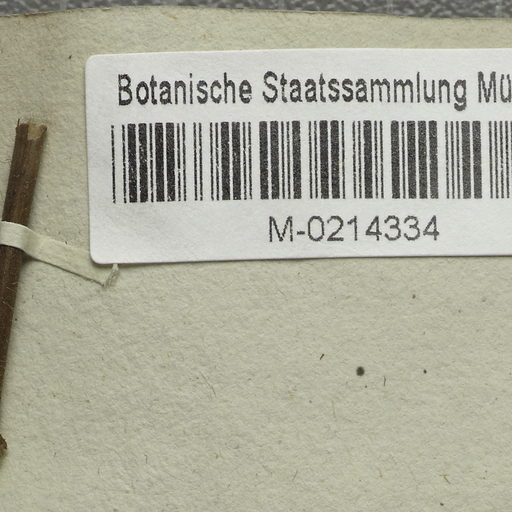 Botanische Staatssammlung Mü
M-0214334